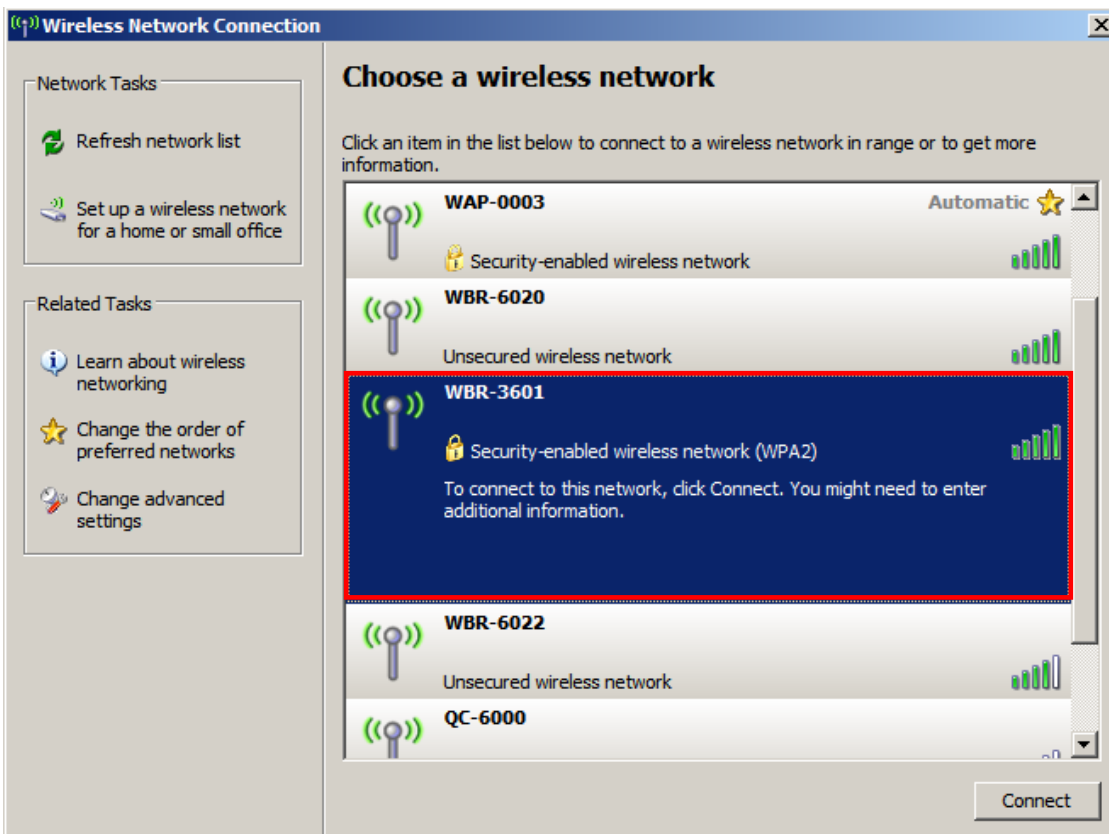 Wireless Network Connection
Network Tasks
Refresh network list
Set up a wireless network
for a home or small office
Related Tasks
Learn about wireless
networking
Change the order of
preferred networks
Change advanced
settings
Choose a wireless network
Click an item in the list below to connect to a wireless network in range or to get more
information.
WAP-0003 Automatic
Security-enabled wireless network
WBR-6020
Unsecured wireless network
WBR-3601
Security-enabled wireless network (WPA2)
To connect to this network, click Connect. You might need to enter
additional information.
WBR-6022
Unsecured wireless network
QC-6000
Connect